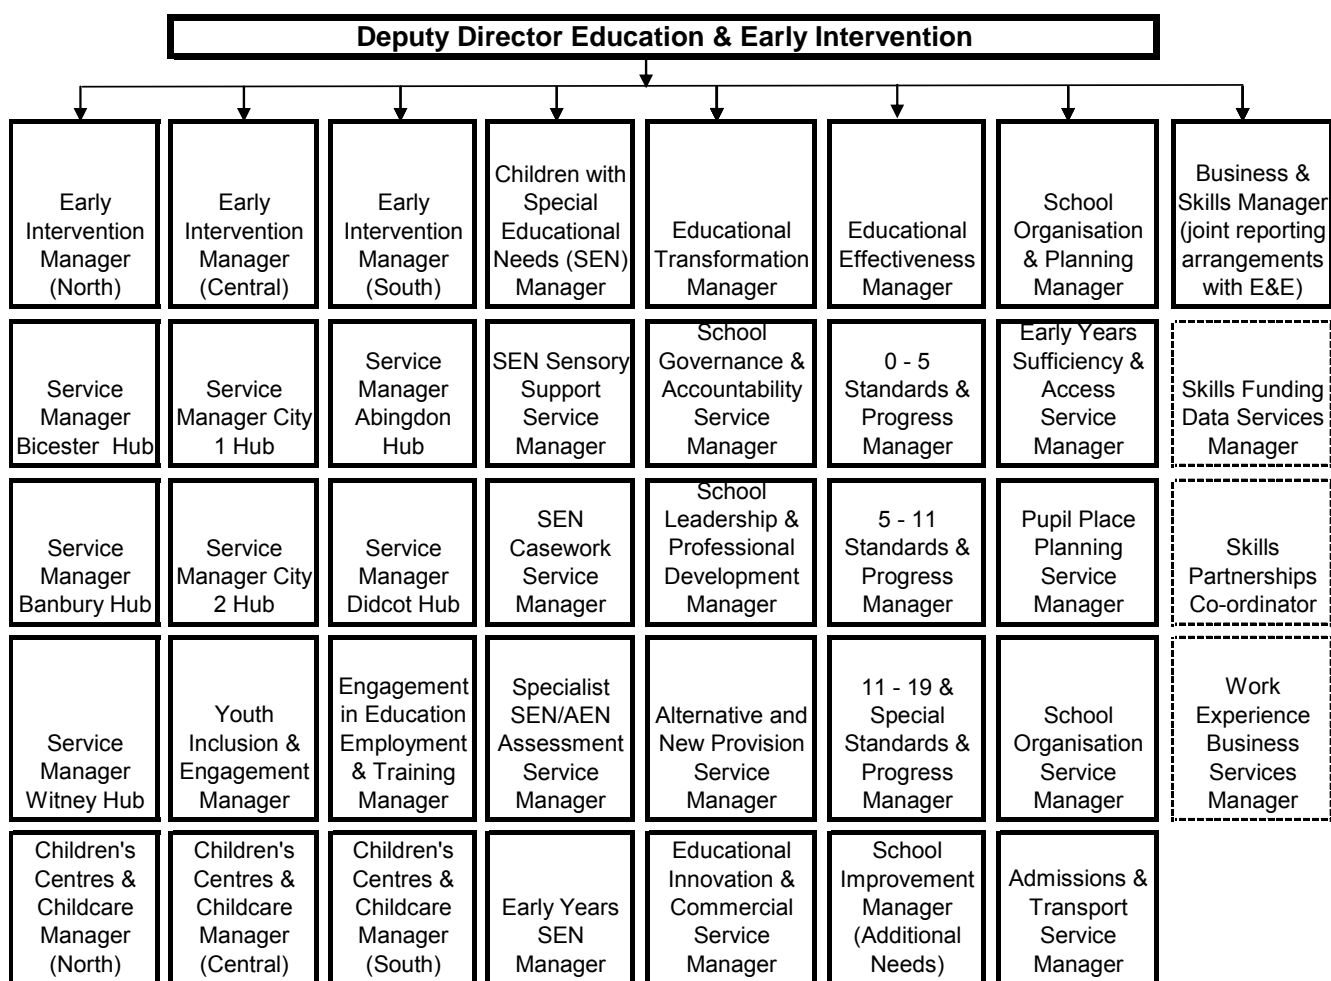 Deputy Director Education & Early Intervention
Early
Intervention
Manager
(North)
Early
Intervention
Manager
(Central)
Early
Intervention
Manager
(South)
Children with
Special
Educational
Needs (SEN)
Manager
Educational
Transformation
Manager
Educational
Effectiveness
Manager
School
Organisation
& Planning
Manager
Business &
Skills Manager
(joint reporting
arrangements
with E&E)
Service
Manager
Bicester Hub
Service
Manager City
1 Hub
Service
Manager
Abingdon
Hub
SEN Sensory
Support
Service
Manager
School
Governance &
Accountability
Service
Manager
0 - 5
Standards &
Progress
Manager
Early Years
Sufficiency &
Access
Service
Manager
Skills Funding
Data Services
Manager
Service
Manager
Banbury Hub
Service
Manager City
2 Hub
Service
Manager
Didcot Hub
SEN
Casework
Service
Manager
School
Leadership &
Professional
Development
Manager
5 - 11
Standards &
Progress
Manager
Pupil Place
Planning
Service
Manager
Skills
Partnerships
Co-ordinator
Service
Manager
Witney Hub
Youth
Inclusion &
Engagement
Manager
Engagement
in Education
Employment
& Training
Manager
Specialist
SEN/AEN
Assessment
Service
Manager
Alternative and
New Provision
Service
Manager
11 - 19 &
Special
Standards &
Progress
Manager
School
Organisation
Service
Manager
Work
Experience
Business
Services
Manager
Children's
Centres &
Childcare
Manager
(North)
Children's
Centres &
Childcare
Manager
(Central)
Children's
Centres &
Childcare
Manager
(South)
Early Years
SEN
Manager
Educational
Innovation &
Commercial
Service
Manager
School
Improvement
Manager
(Additional
Needs)
Admissions &
Transport
Service
Manager